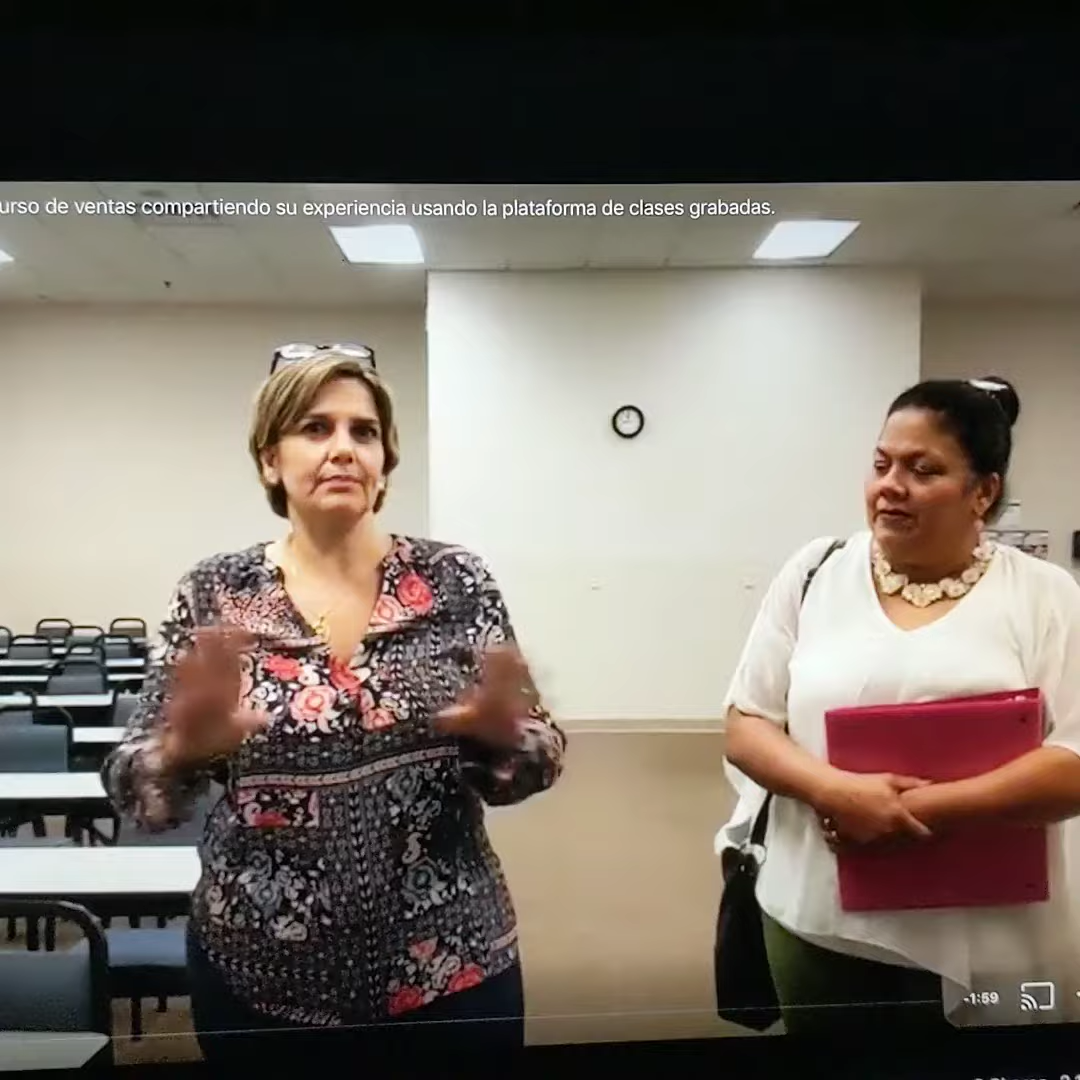 urso de ventas compartiendo su experiencia usando la plataforma de clases grabadas.
-1:59